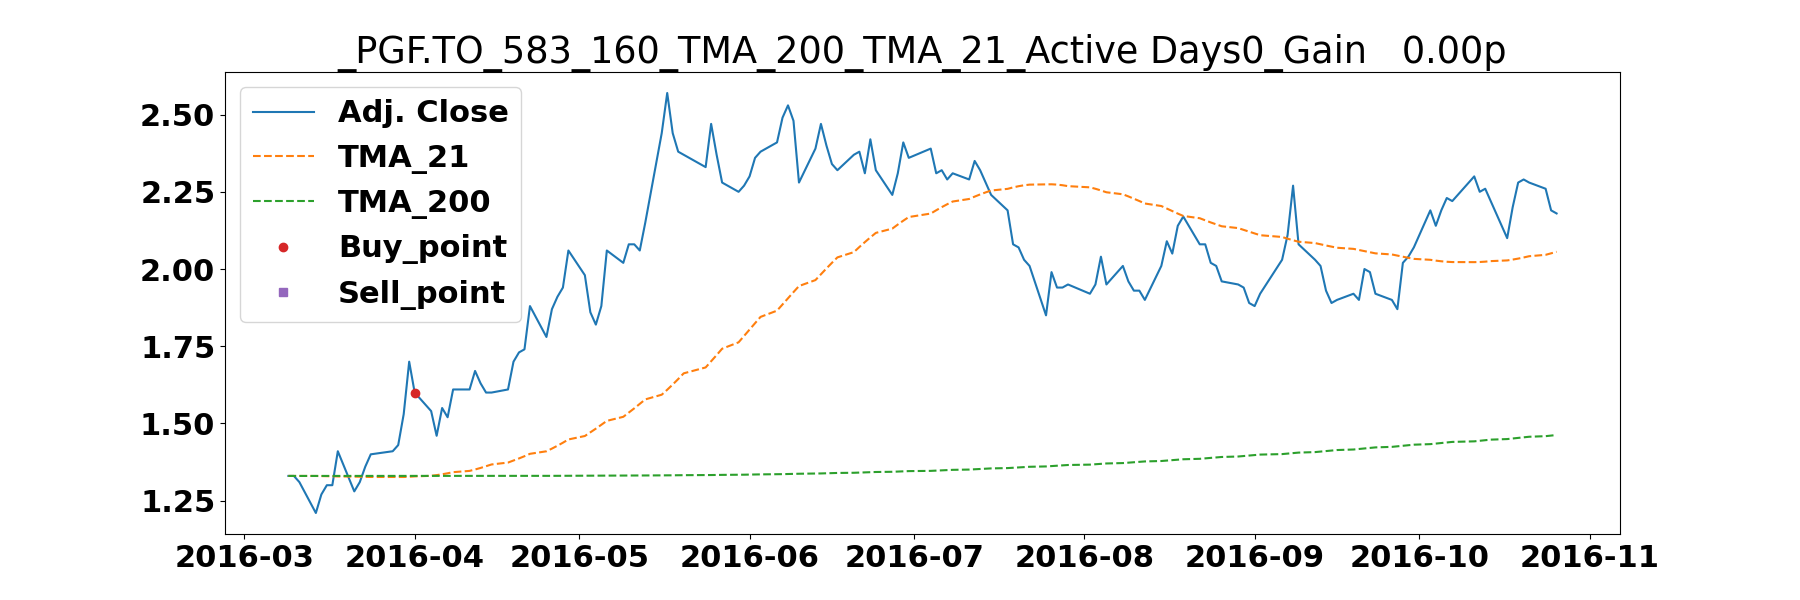 _PGF.TO_583_160_TMA_200_TMA_21_Active Days0_Gain   0.00p
2.50
2.25
2.00
1.75
1.50
1.25
Adj. Close
TMA_21
TMA_200
Buy_point
Sell_point
2016-03 2016-04 2016-05 2016-06 2016-07 2016-08 2016-09 2016-10 2016-11